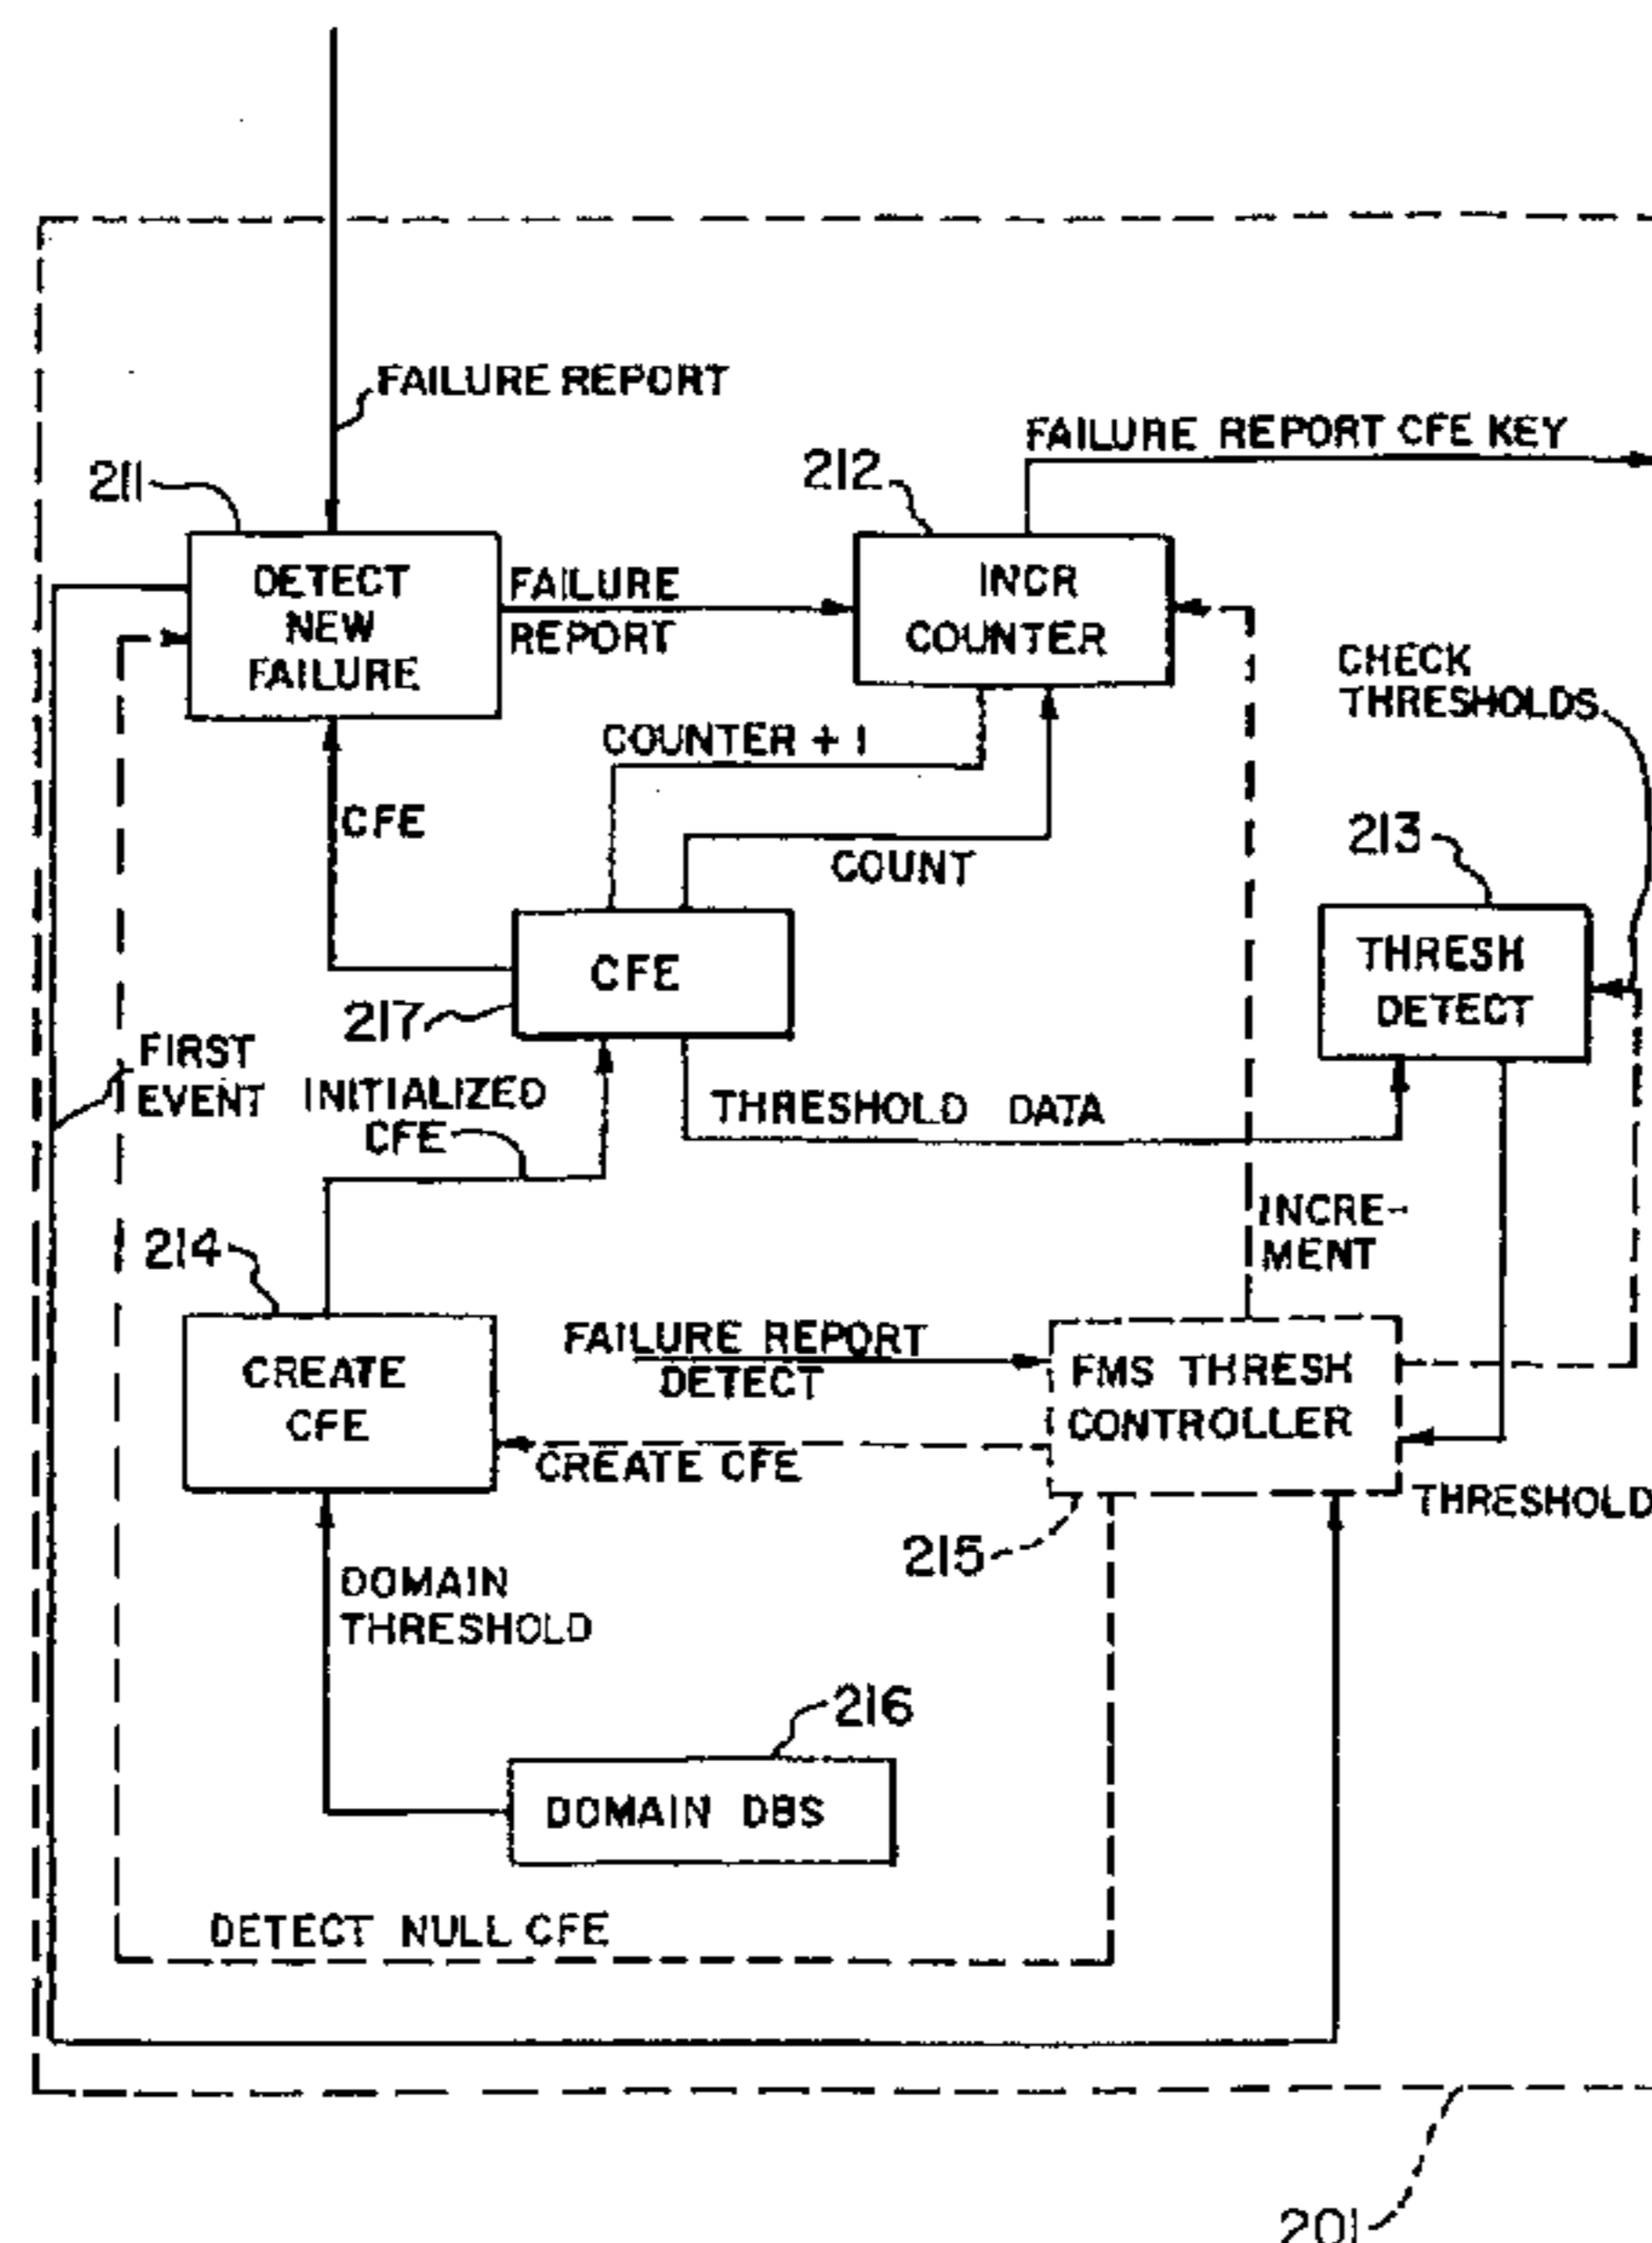 FAILURE REPORT
FAILURE REPORT CFE KEY
211
212
DETECT
NEW
FAILURE
FAILURE
REPORT
INCR
COUNTER
CHECK
THRESHOLDS
COUNTER + 1
CFE
COUNT
213
CFE
THRESH
DETECT
217
FIRST
EVENT
INITIALIZED
CFE
THRESHOLD DATA
INCRE-
MENT
214
CREATE
CFE
FAILURE REPORT
DETECT
FMS THRESH
CONTROLLER
CREATE CFE
THRESHOLD
215
DOMAIN
THRESHOLD
216
DOMAIN DBS
DETECT NULL CFE
201